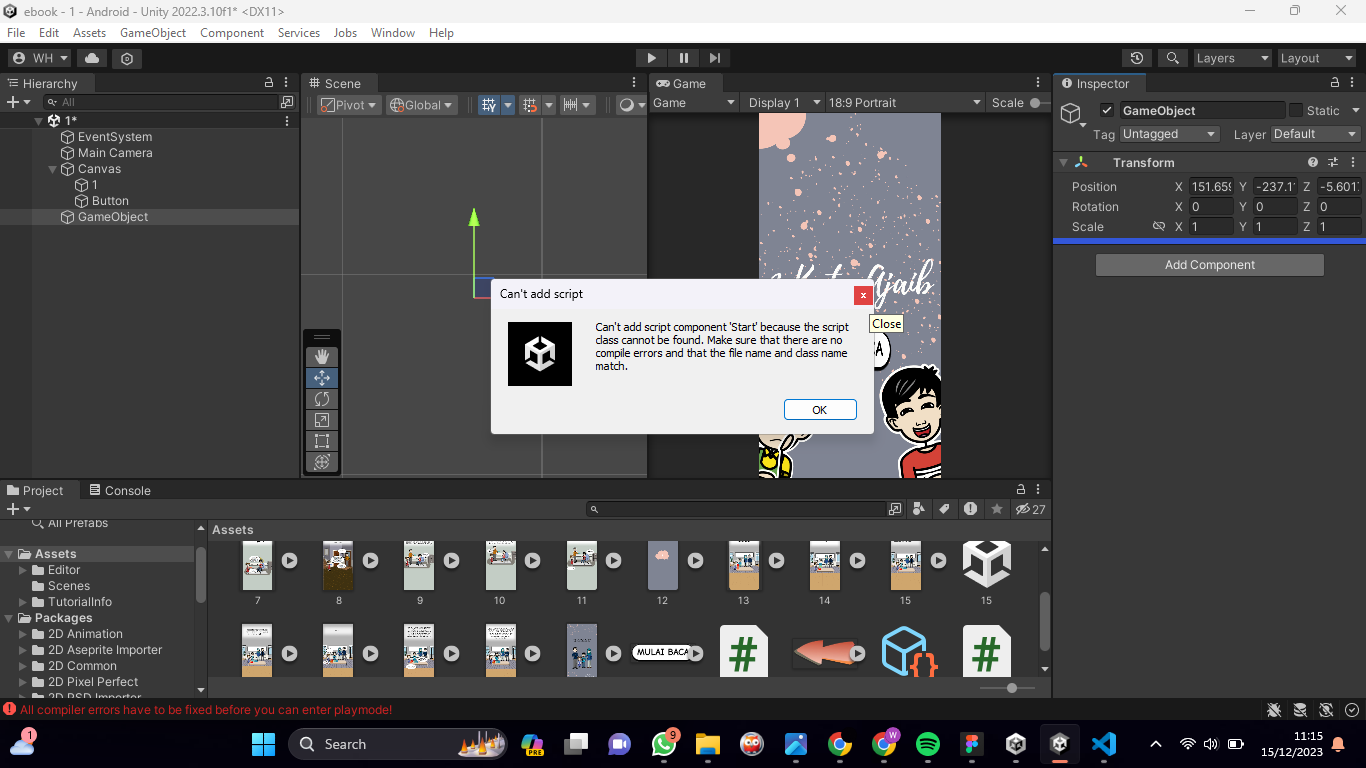 ebook - 1 - Android - Unity 2022.3.10f1* <DX11>
File Edit Assets GameObject Component Services Jobs Window Help
WH
Layers Layout
Hierarchy
All
1*
EventSystem
Main Camera
Canvas
1
Button
GameObject
Scene
Pivot Global
Game
Game Display 1 18:9 Portrait Scale
Ajaib
Inspector
GameObject Static
Tag Untagged Layer Default
Transform
Position X 151.659 Y -237.1 Z -5.601
Rotation X 0 Y 0 Z 0
Scale X 1 Y 1 Z 1
Add Component
Can't add script
Close
Can't add script component 'Start' because the script
class cannot be found. Make sure that there are no
compile errors and that the file name and class name
match.
OK
Project Console
27
All Prefabs
Assets
Editor
Scenes
TutorialInfo
Packages
2D Animation
2D Aseprite Importer
2D Common
2D Pixel Perfect
2D PSD Importer
Assets
7 8 9 10 11 12 13 14 15 15
MULAI BACA
All compiler errors have to be fixed before you can enter playmode!
1
Search
PRE
9
W
11:15
15/12/2023